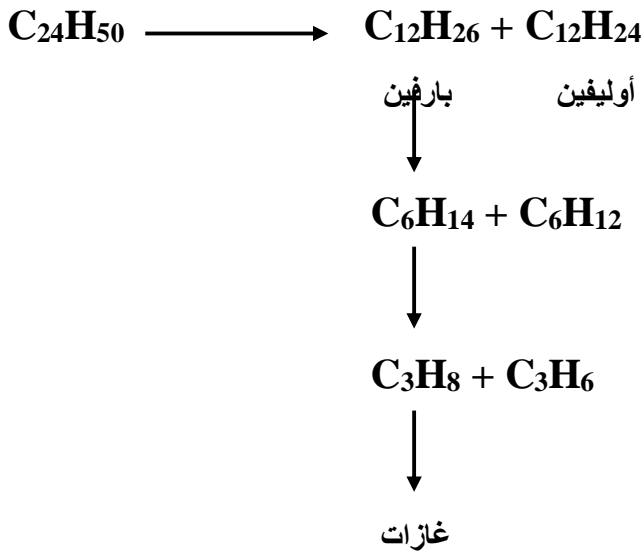 C₂₄H₅₀ ⟶ C₁₂H₂₆ + C₁₂H₂₄
بارفين أوليفين
C₆H₁₄ + C₆H₁₂
C₃H₈ + C₃H₆
غازات